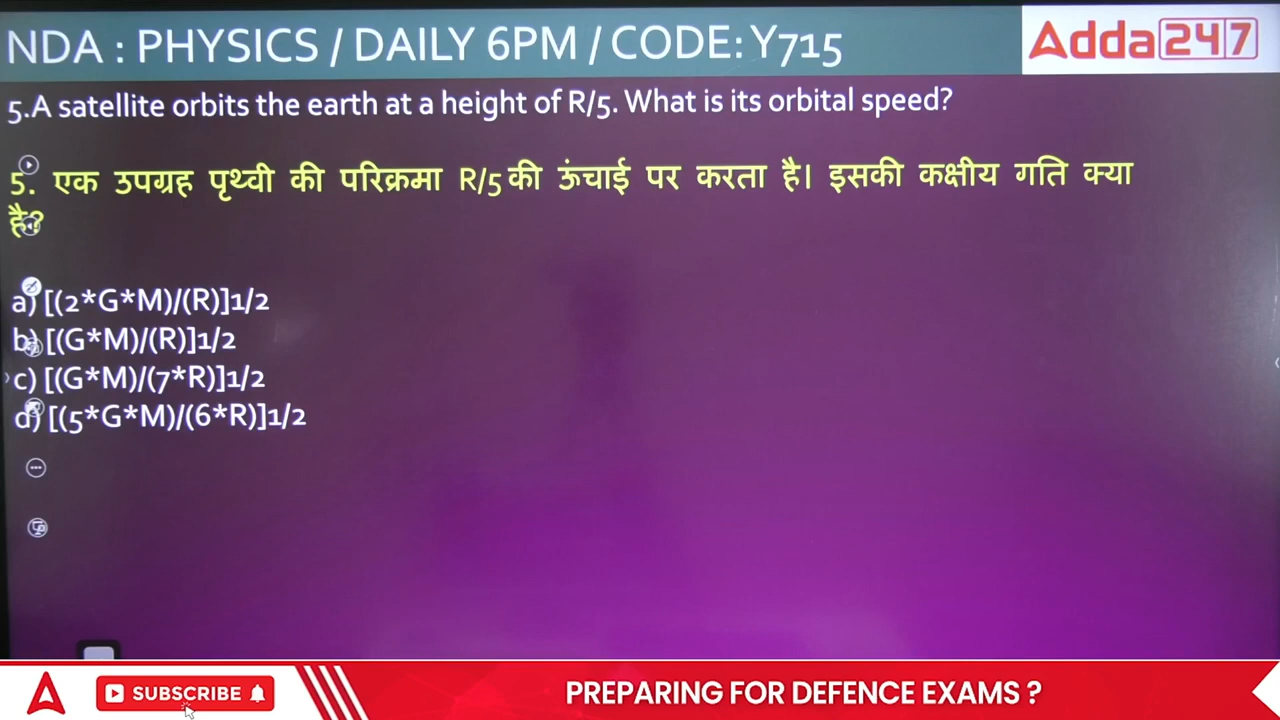 NDA : PHYSICS / DAILY 6PM / CODE: Y715
Adda247
5.A satellite orbits the earth at a height of R/5. What is its orbital speed?
5. एक उपग्रह पृथ्वी की परिक्रमा R/5 की ऊंचाई पर करता है। इसकी कक्षीय गति क्या
है?
a) [(2*G*M)/(R)]1/2
b) [(G*M)/(R)]1/2
c) [(G*M)/(7*R)]1/2
d) [(5*G*M)/(6*R)]1/2
SUBSCRIBE
PREPARING FOR DEFENCE EXAMS ?